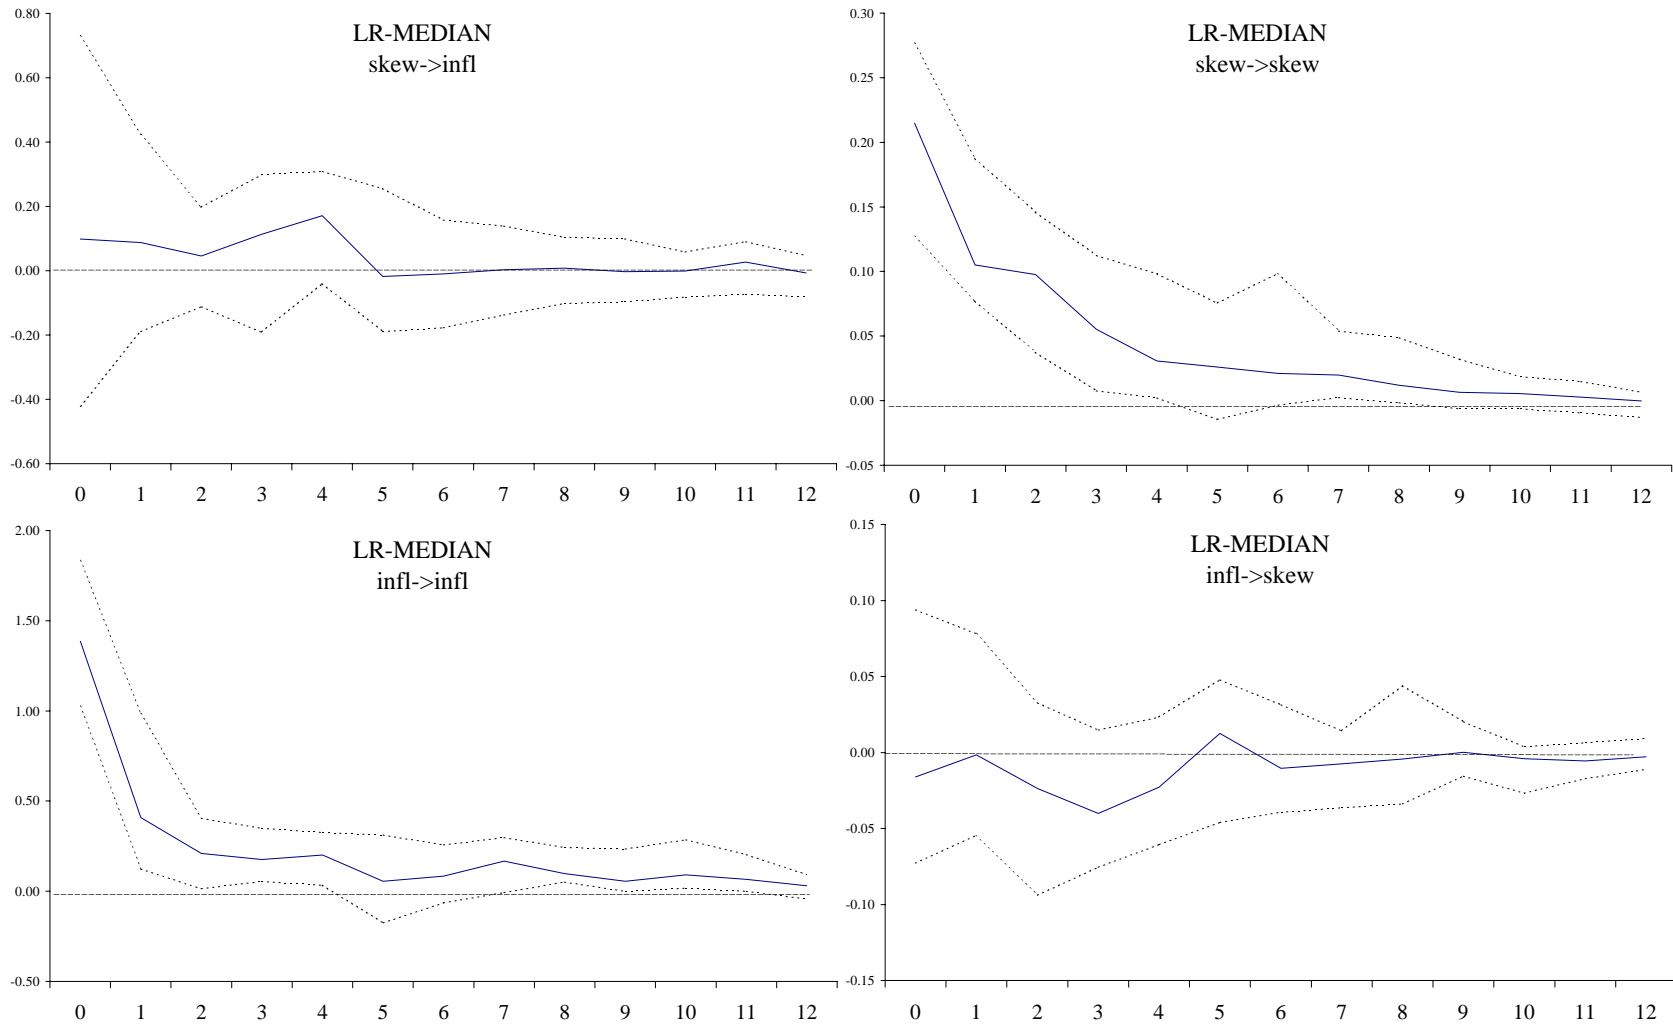 LR-MEDIAN
skew->infl
0.80
0.60
0.40
0.20
0.00
-0.20
-0.40
-0.60
0 1 2 3 4 5 6 7 8 9 10 11 12
LR-MEDIAN
skew->skew
0.30
0.25
0.20
0.15
0.10
0.05
0.00
-0.05
0 1 2 3 4 5 6 7 8 9 10 11 12
LR-MEDIAN
infl->infl
2.00
1.50
1.00
0.50
0.00
-0.50
0 1 2 3 4 5 6 7 8 9 10 11 12
LR-MEDIAN
infl->skew
0.15
0.10
0.05
0.00
-0.05
-0.10
-0.15
0 1 2 3 4 5 6 7 8 9 10 11 12